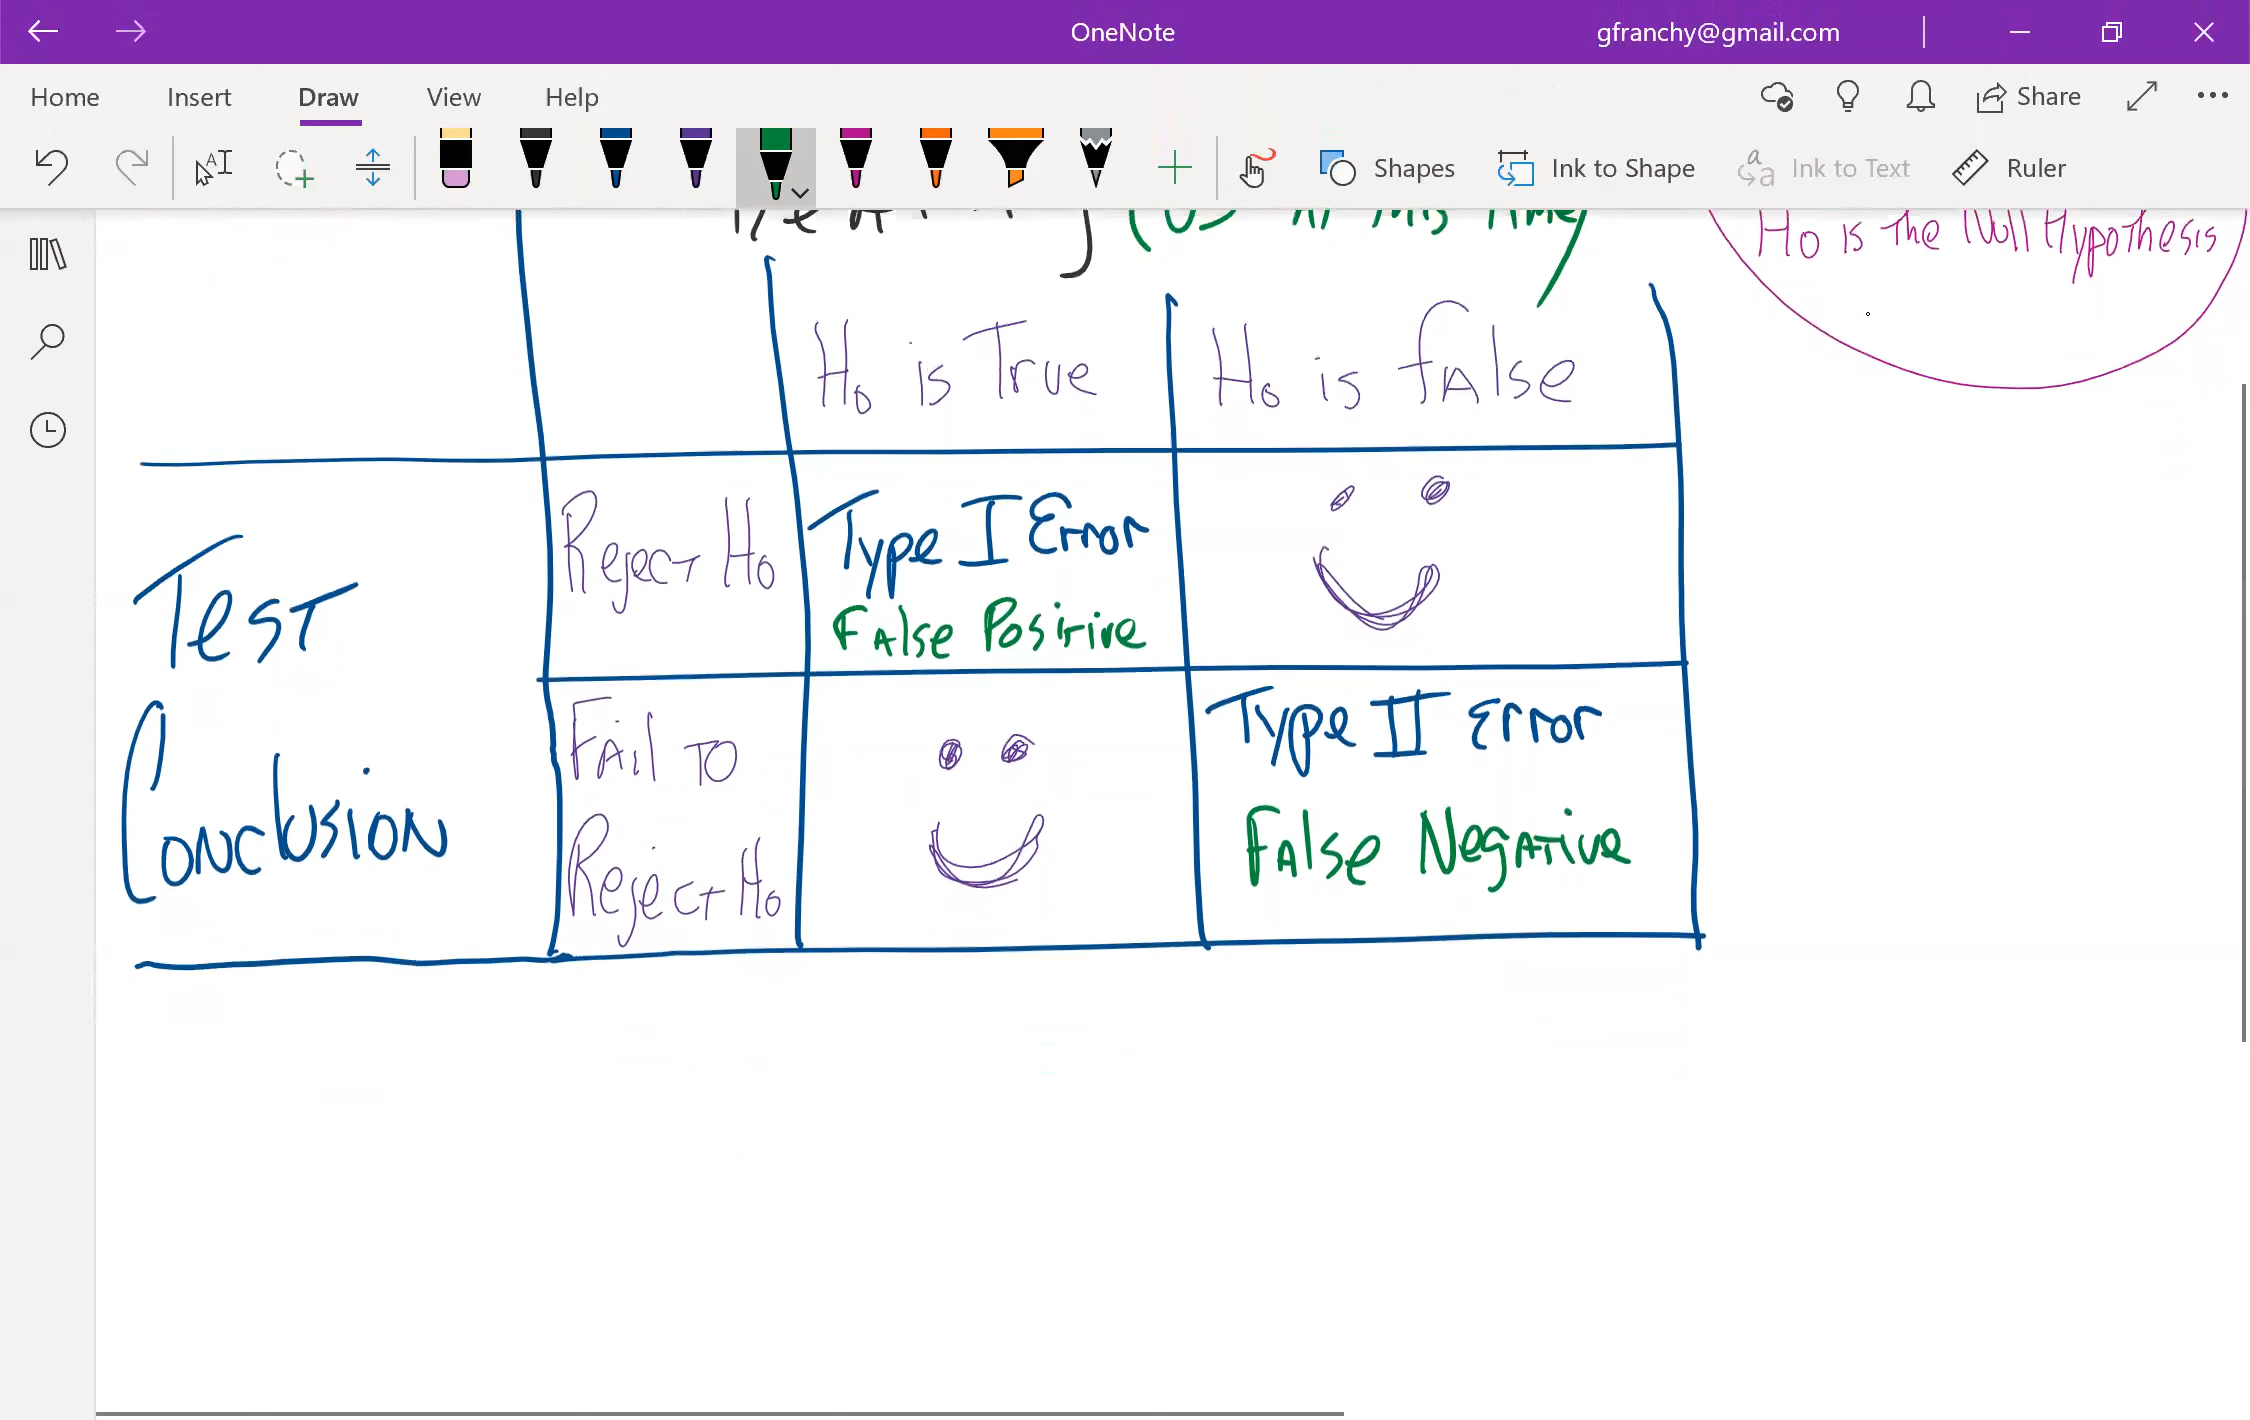 OneNote
gfranchy@gmail.com
Home Insert Draw View Help
Share
Shapes Ink to Shape Ink to Text Ruler
Ho is The Null Hypothesis
Ho is True
Ho is false
Test
Conclusion
Reject Ho
Type I Error
False Positive
Fail To
Reject Ho
Type II Error
False Negative